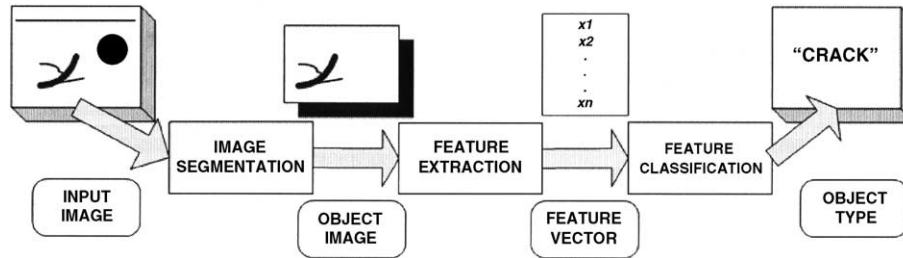 x1
x2
.
.
.
.
xn
“CRACK”
IMAGE
SEGMENTATION
FEATURE
EXTRACTION
FEATURE
CLASSIFICATION
INPUT
IMAGE
OBJECT
IMAGE
FEATURE
VECTOR
OBJECT
TYPE